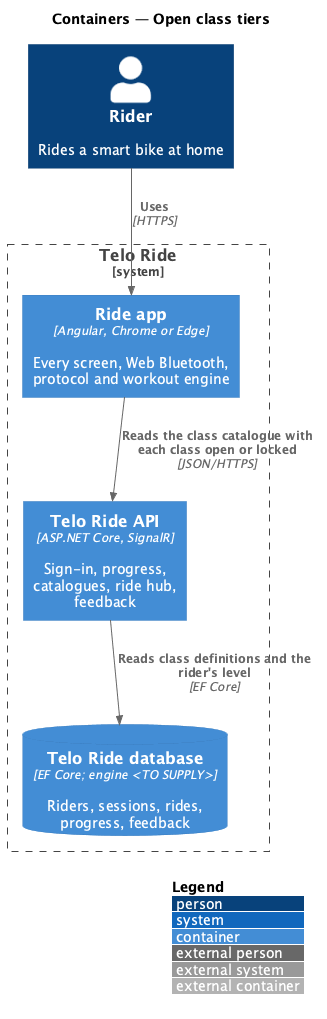 Containers — Open class tiers
Rider
Rides a smart bike at home
Uses
[HTTPS]
Telo Ride
[system]
Ride app
[Angular, Chrome or Edge]
Every screen, Web Bluetooth,
protocol and workout engine
Reads the class catalogue with
each class open or locked
[JSON/HTTPS]
Telo Ride API
[ASP.NET Core, SignalR]
Sign-in, progress,
catalogues, ride hub,
feedback
Reads class definitions and the
rider's level
[EF Core]
Telo Ride database
[EF Core; engine <TO SUPPLY>]
Riders, sessions, rides,
progress, feedback
Legend
person
system
container
external person
external system
external container